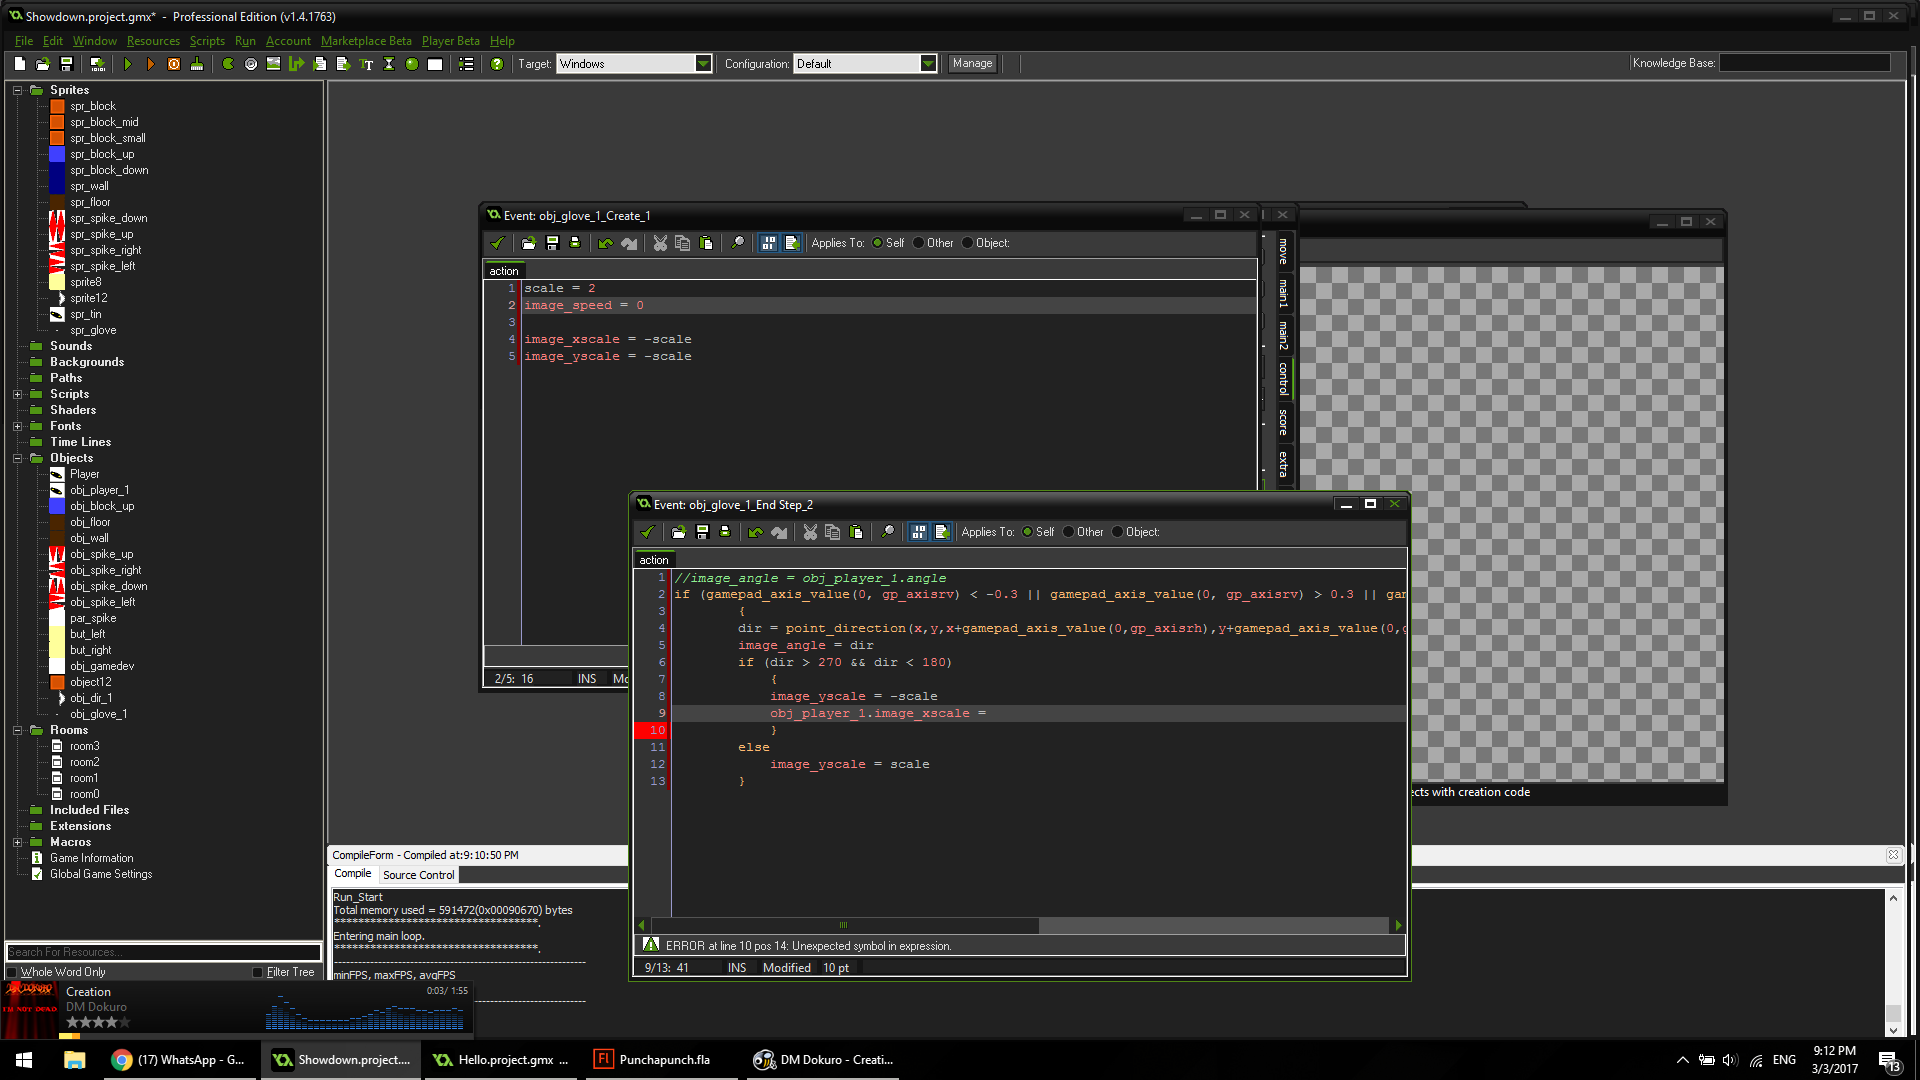 Showdown.project.gmx* - Professional Edition (v1.4.1763)
File Edit Window Resources Scripts Run Account Marketplace Beta Player Beta Help
Target: Windows Configuration: Default Manage Knowledge Base:
Sprites
spr_block
spr_block_mid
spr_block_small
spr_block_up
spr_block_down
spr_wall
spr_floor
spr_spike_down
spr_spike_up
spr_spike_right
spr_spike_left
sprite8
sprite12
spr_tin
spr_glove
Sounds
Backgrounds
Paths
Scripts
Shaders
Fonts
Time Lines
Objects
Player
obj_player_1
obj_block_up
obj_floor
obj_wall
obj_spike_up
obj_spike_right
obj_spike_down
obj_spike_left
par_spike
but_left
but_right
obj_gamedev
object12
obj_dir_1
obj_glove_1
Rooms
room3
room2
room1
room0
Included Files
Extensions
Macros
Game Information
Global Game Settings
Search For Resources...
Whole Word Only Filter Tree
Event: obj_glove_1_Create_1
Applies To: Self Other Object:
action
1 scale = 2
2 image_speed = 0
3
4 image_xscale = -scale
5 image_yscale = -scale
2/5: 16 INS Mo
move
main1
main2
control
score
extra
Event: obj_glove_1_End Step_2
Applies To: Self Other Object:
action
1 //image_angle = obj_player_1.angle
2 if (gamepad_axis_value(0, gp_axisrv) < -0.3 || gamepad_axis_value(0, gp_axisrv) > 0.3 || gam
3 {
4 dir = point_direction(x,y,x+gamepad_axis_value(0,gp_axisrh),y+gamepad_axis_value(0,g
5 image_angle = dir
6 if (dir > 270 && dir < 180)
7 {
8 image_yscale = -scale
9 obj_player_1.image_xscale =
10 }
11 else
12 image_yscale = scale
13 }
ERROR at line 10 pos 14: Unexpected symbol in expression.
9/13: 41 INS Modified 10 pt
ects with creation code
CompileForm - Compiled at:9:10:50 PM
Compile Source Control
Run_Start
Total memory used = 591472(0x00090670) bytes
***********************************.
Entering main loop.
***********************************.
minFPS, maxFPS, avgFPS
Creation 0:03/ 1:55
DM Dokuro
(17) WhatsApp - G... Showdown.project.... Hello.project.gmx ... Punchapunch.fla DM Dokuro - Creati... ENG 9:12 PM
3/3/2017 13